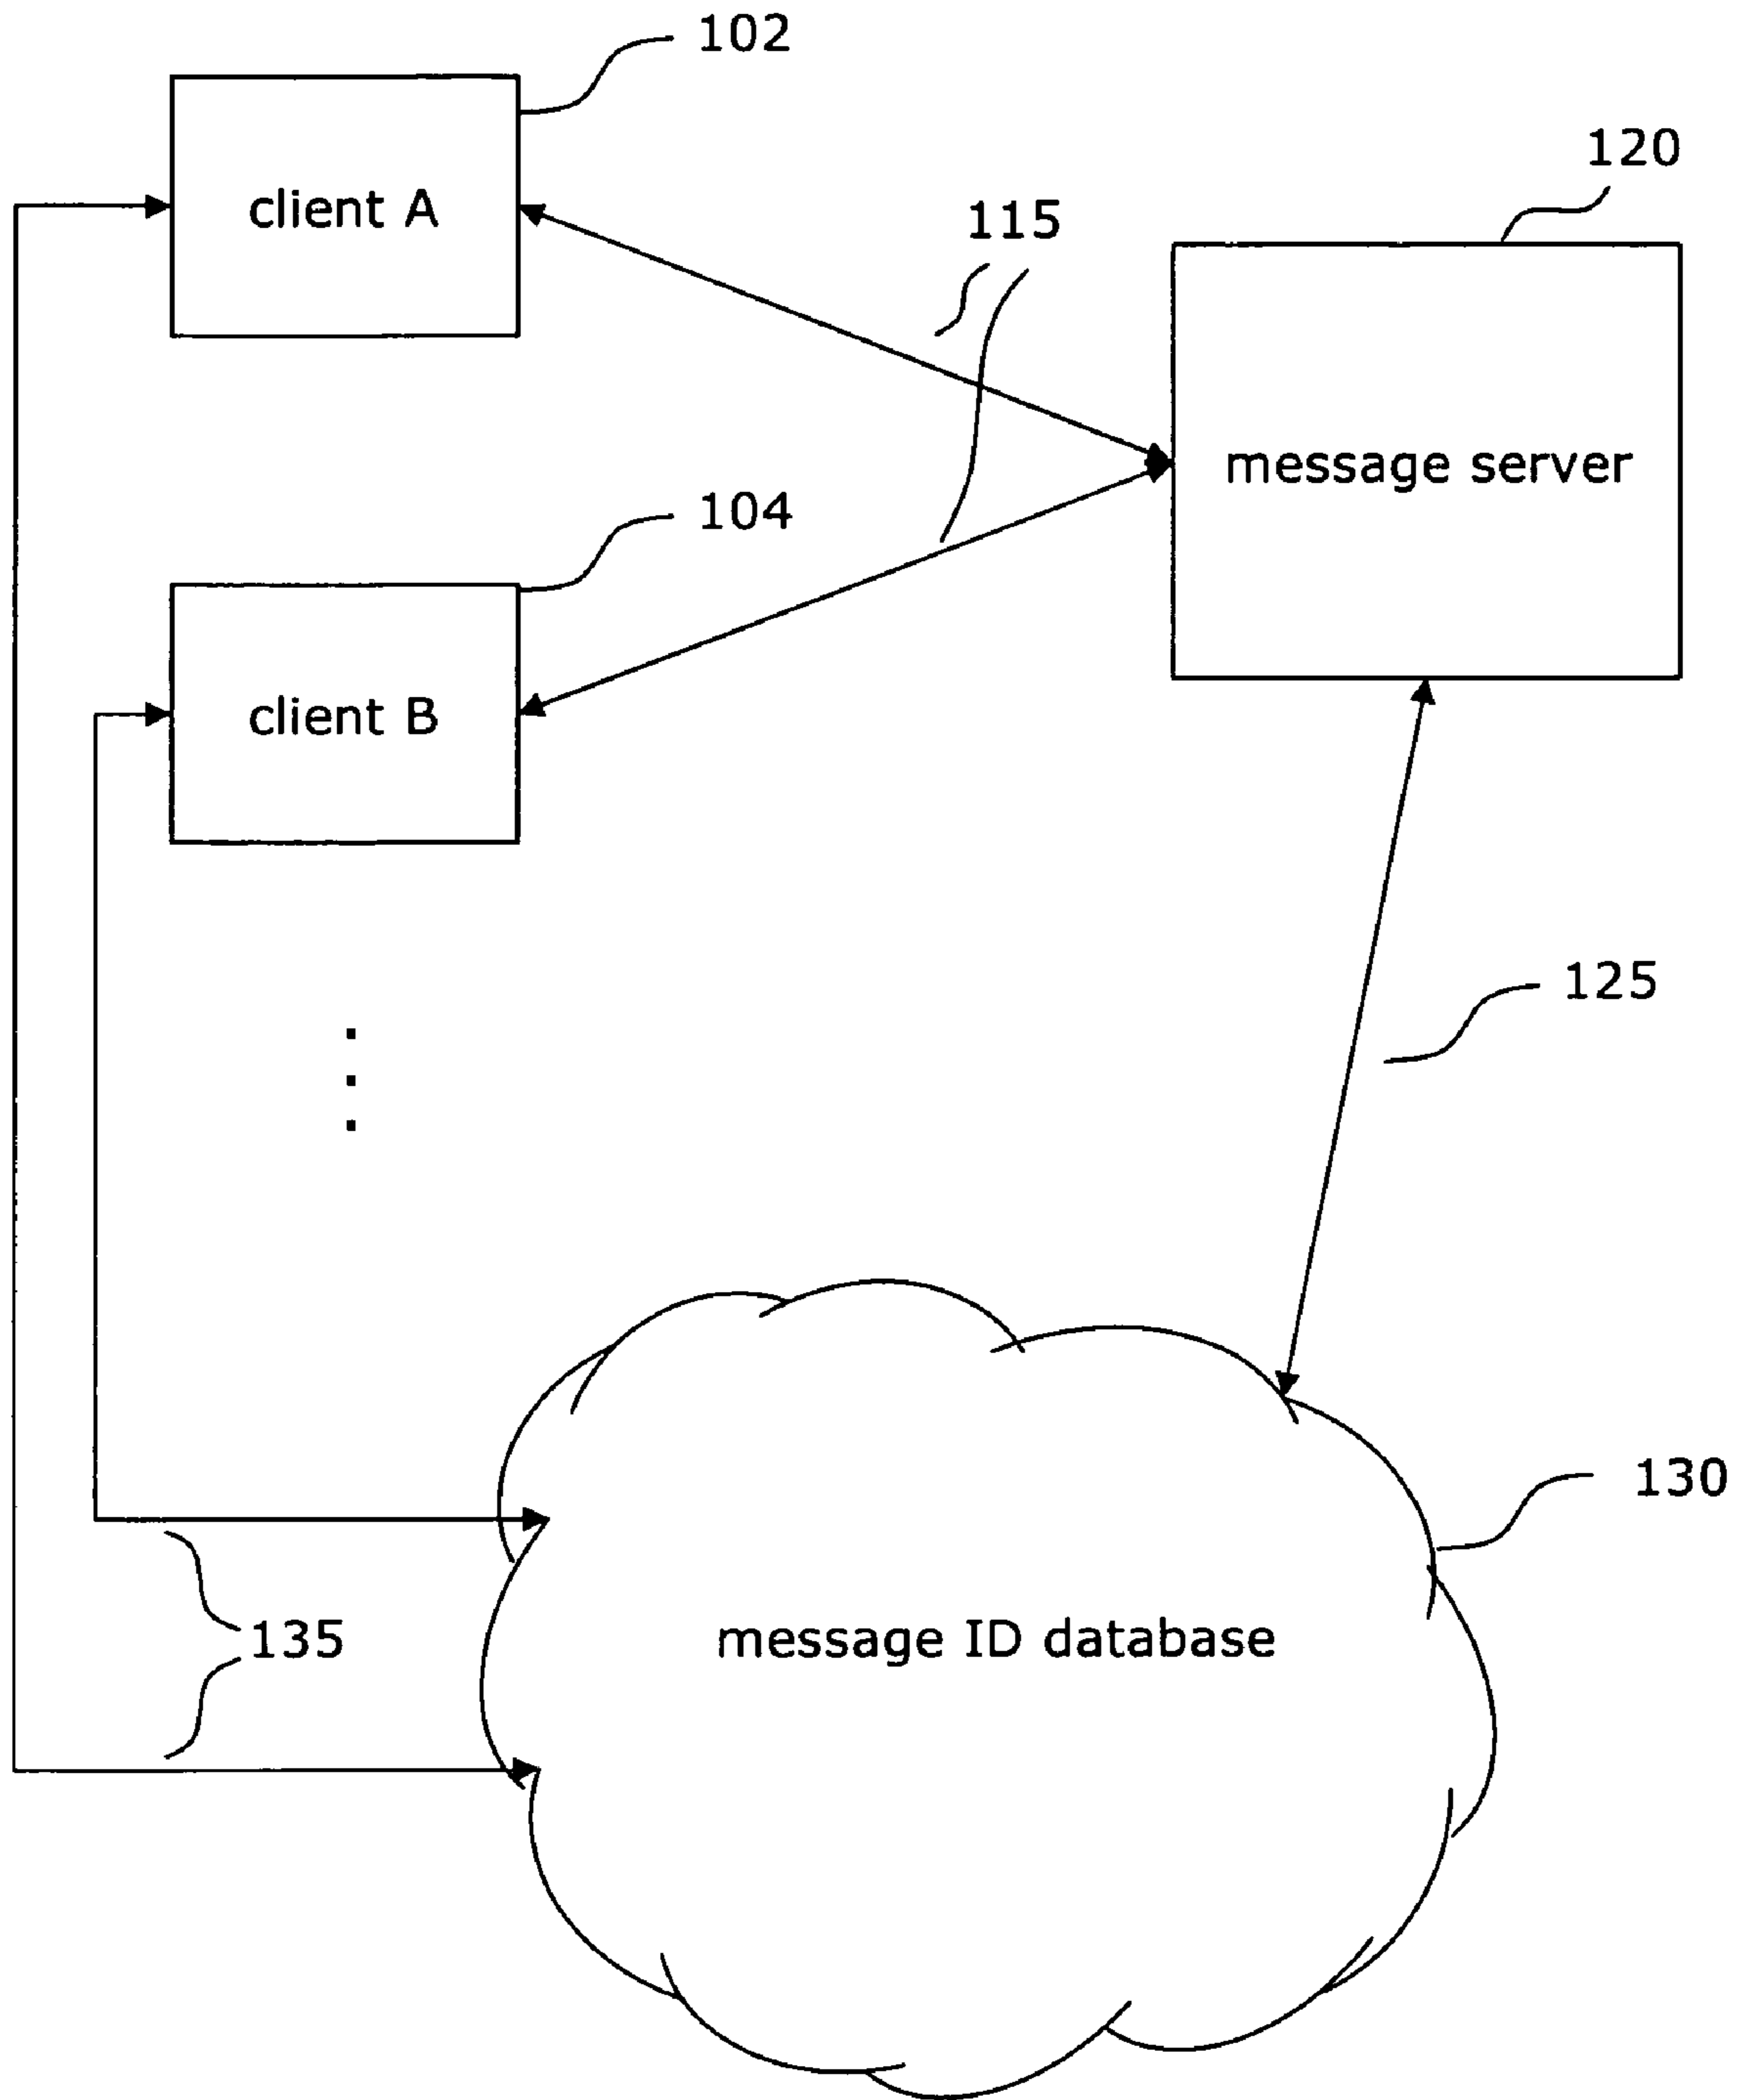 102
client A
120
115
message server
104
client B
125
130
135
message ID database